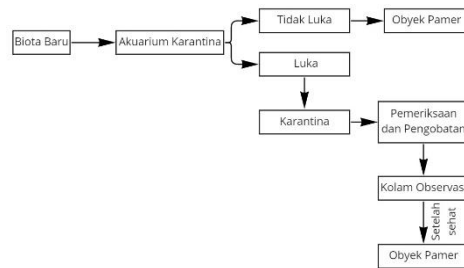 Biota Baru
Akuarium Karantina
Tidak Luka
Obyek Pamer
Luka
Karantina
Pemeriksaan
dan Pengobatan
Kolam Observas
Setelah
sehat
Obyek Pamer